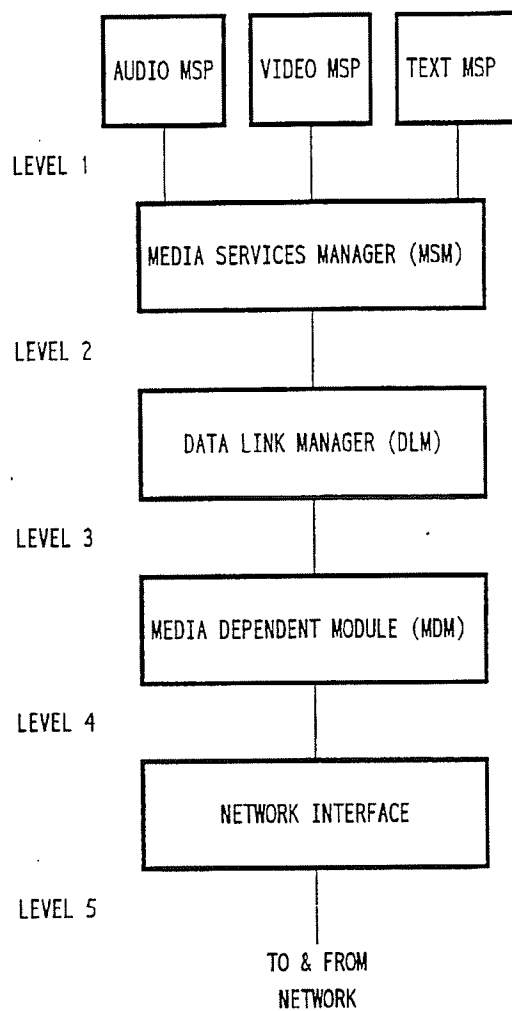 AUDIO MSP
VIDEO MSP
TEXT MSP
LEVEL 1
MEDIA SERVICES MANAGER (MSM)
LEVEL 2
DATA LINK MANAGER (DLM)
LEVEL 3
MEDIA DEPENDENT MODULE (MDM)
LEVEL 4
NETWORK INTERFACE
LEVEL 5
TO & FROM
NETWORK